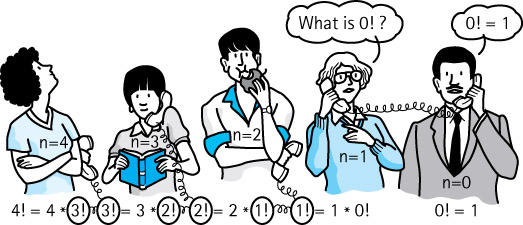 What is 0! ?
0! = 1
n=4
n=3
n=2
n=1
n=0
4! = 4 * 3! 3! = 3 * 2! 2! = 2 * 1! 1! = 1 * 0! 0! = 1